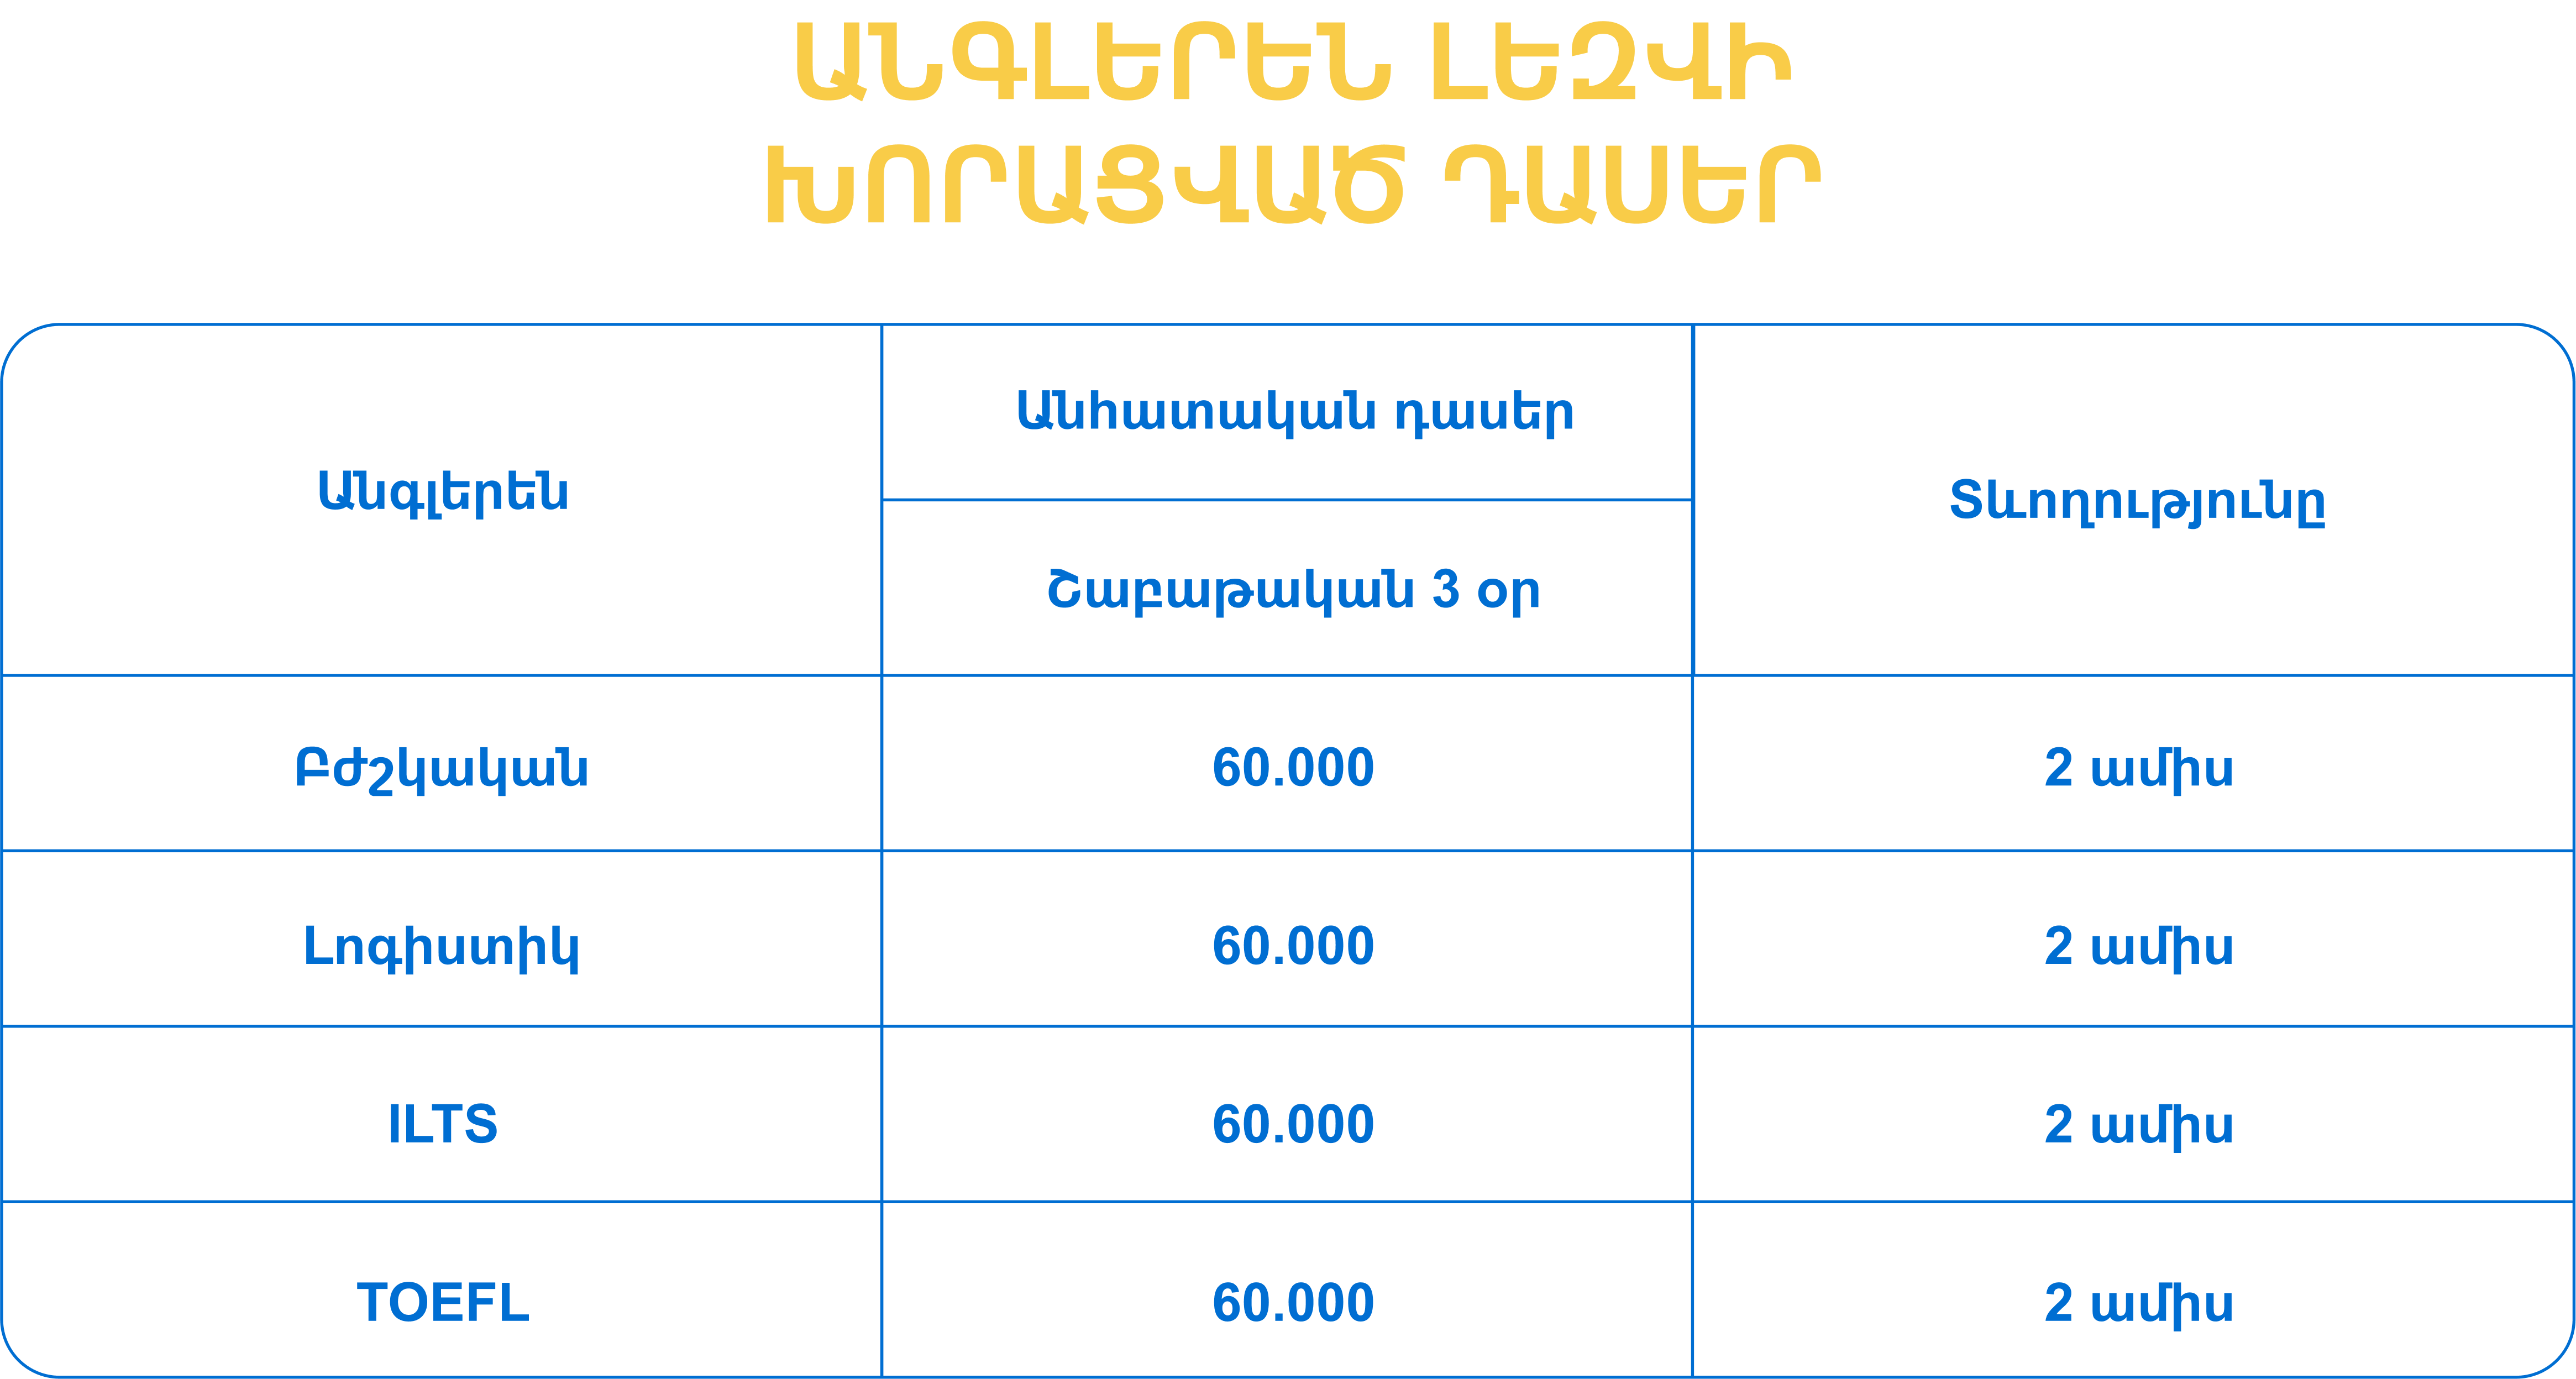 ԱՆԳԼԵՐԵՆ ԼԵԶՎԻ
ԽՈՐԱՑՎԱԾ ԴԱՍԵՐ
Անգլերեն
Անհատական դասեր
Շաբաթական 3 օր
Տևողությունը
Բժշկական 60.000 2 ամիս
Լոգիստիկ 60.000 2 ամիս
ILTS 60.000 2 ամիս
TOEFL 60.000 2 ամիս